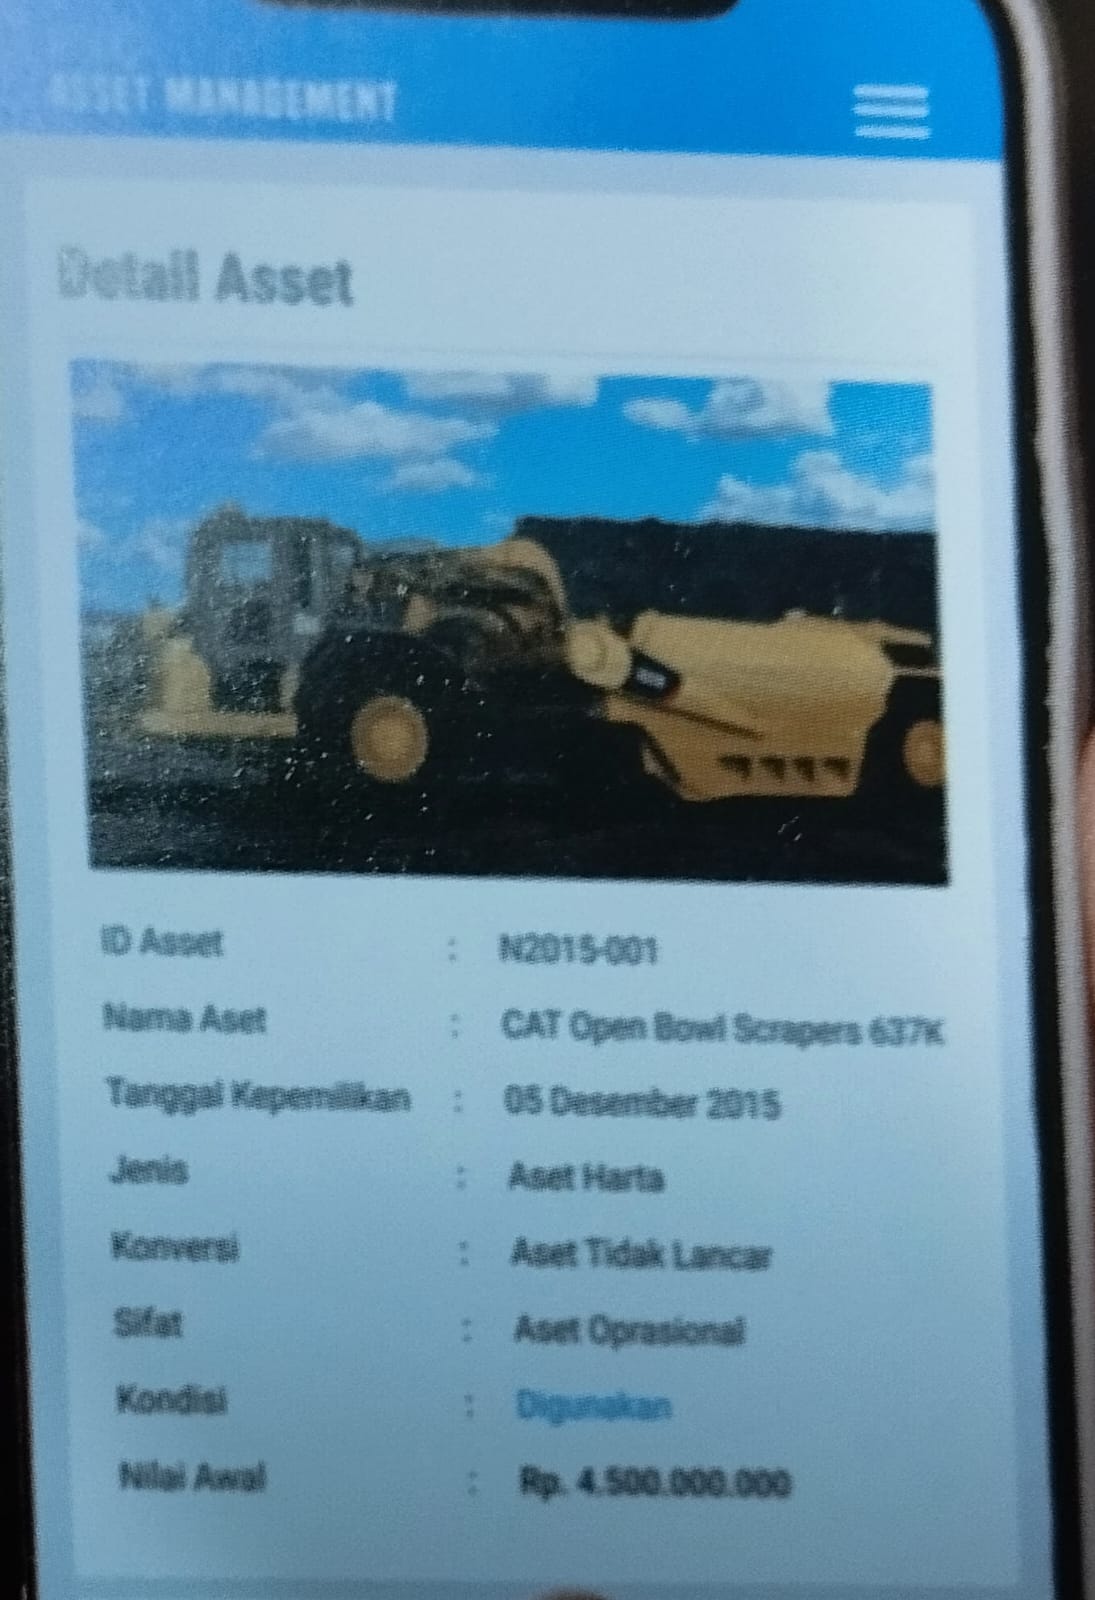 ASSET MANAGEMENT
Detail Asset
ID Asset : N2015-001
Nama Aset : CAT Open Bowl Scrapers 637K
Tanggal Kepemilikan : 05 Desember 2015
Jenis : Aset Harta
Konversi : Aset Tidak Lancar
Sifat : Aset Oprasional
Kondisi : Digunakan
Nilai Awal : Rp. 4.500.000.000